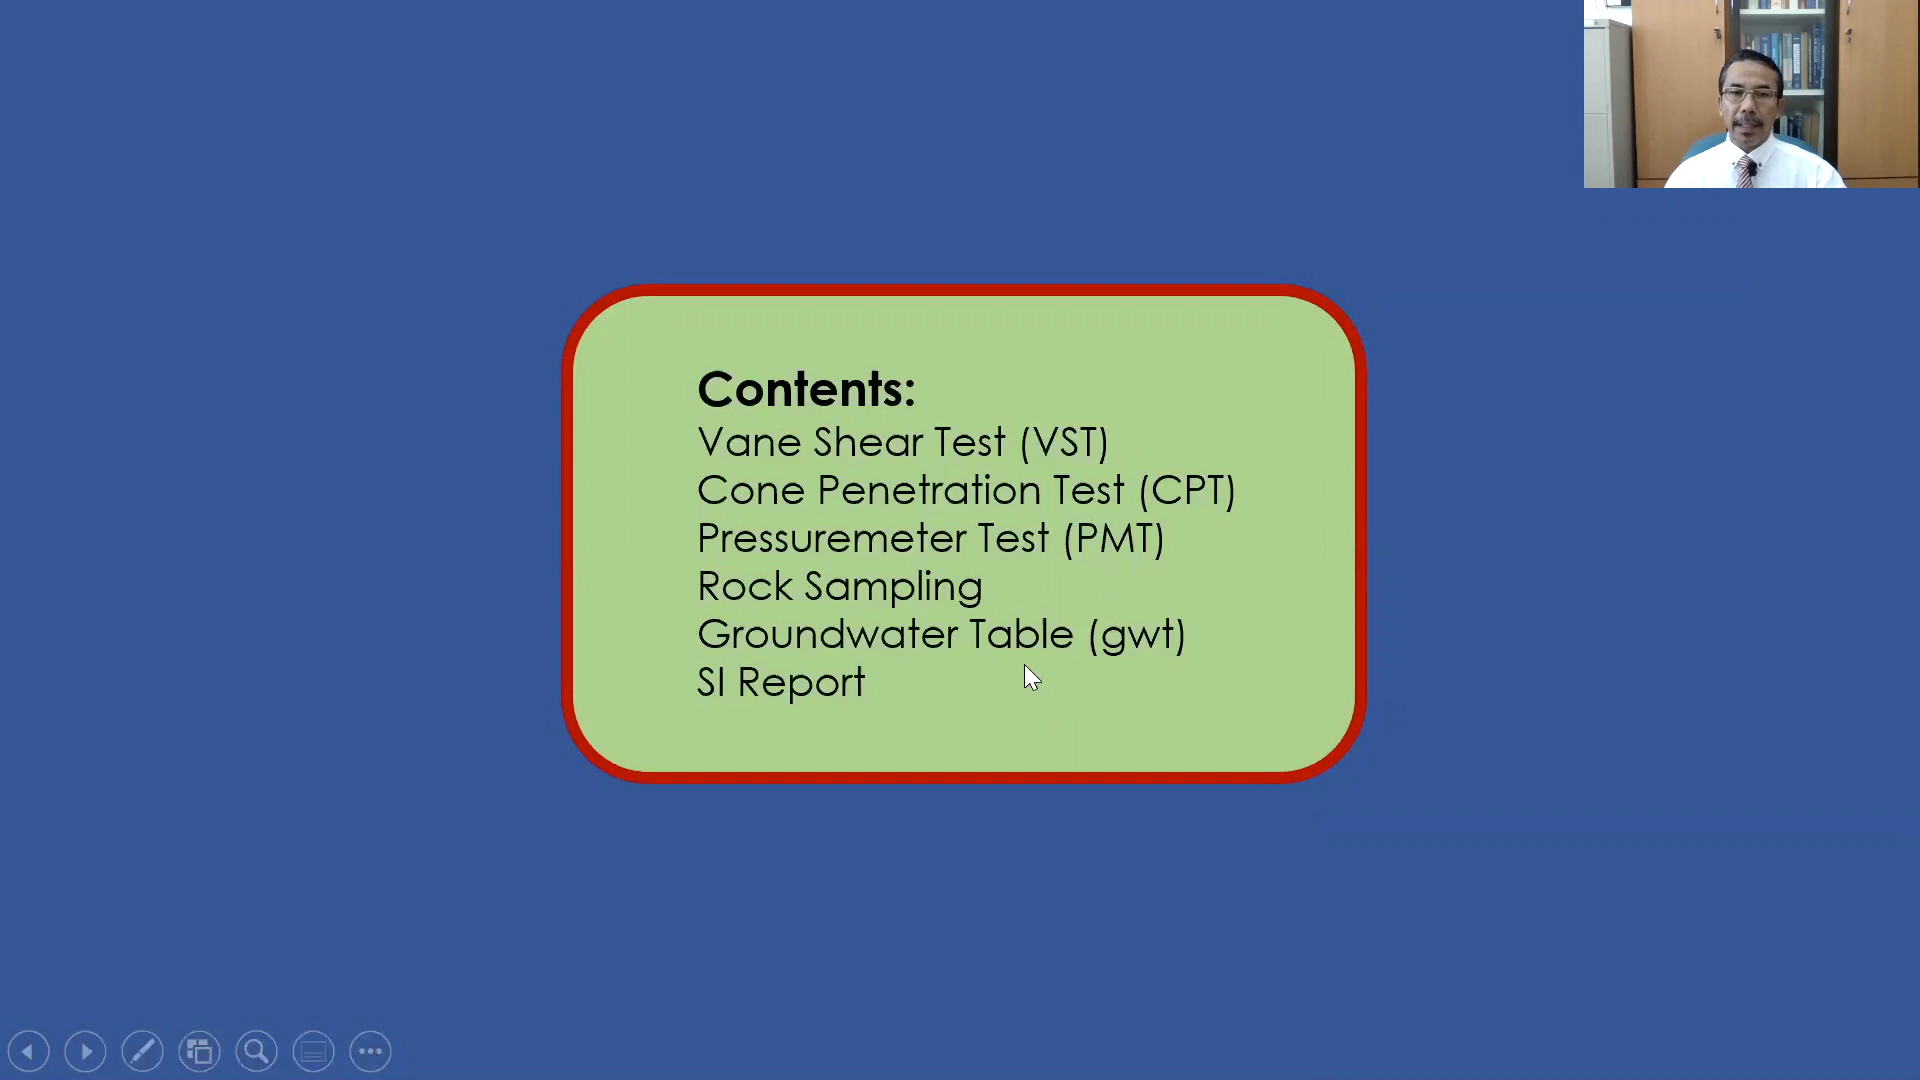 Contents:
Vane Shear Test (VST)
Cone Penetration Test (CPT)
Pressuremeter Test (PMT)
Rock Sampling
Groundwater Table (gwt)
SI Report